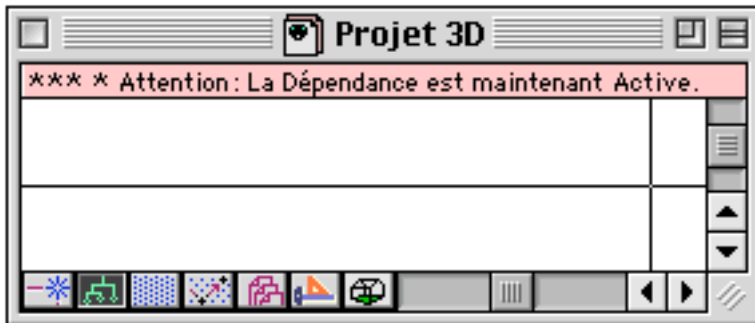 Projet 3D
*** * Attention : La Dépendance est maintenant Active.